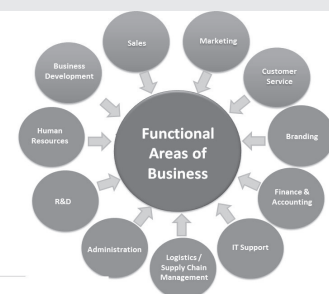 Sales
Marketing
Business
Development
Customer
Service
Human
Resources
Functional
Areas of
Business
Branding
R&D
Finance &
Accounting
Administration
IT Support
Logistics /
Supply Chain
Management